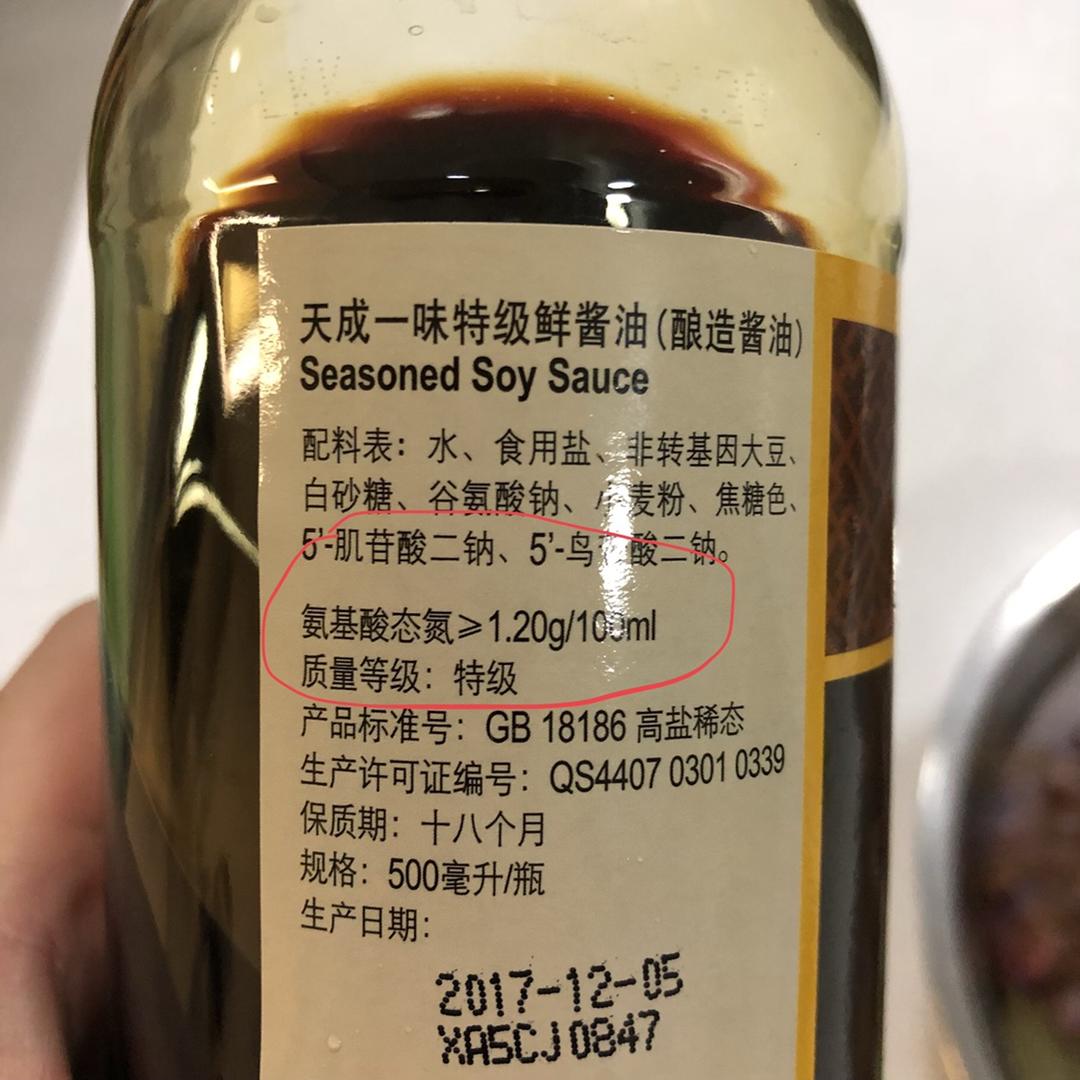 天成一味特级鲜酱油(酿造酱油)
Seasoned Soy Sauce
配料表：水、食用盐、非转基因大豆、
白砂糖、谷氨酸钠、小麦粉、焦糖色、
5'-肌苷酸二钠、5'-鸟苷酸二钠。
氨基酸态氮≥1.20g/100ml
质量等级：特级
产品标准号：GB 18186 高盐稀态
生产许可证编号：QS4407 0301 0339
保质期：十八个月
规格：500毫升/瓶
生产日期：
2017-12-05
XA5CJ0847